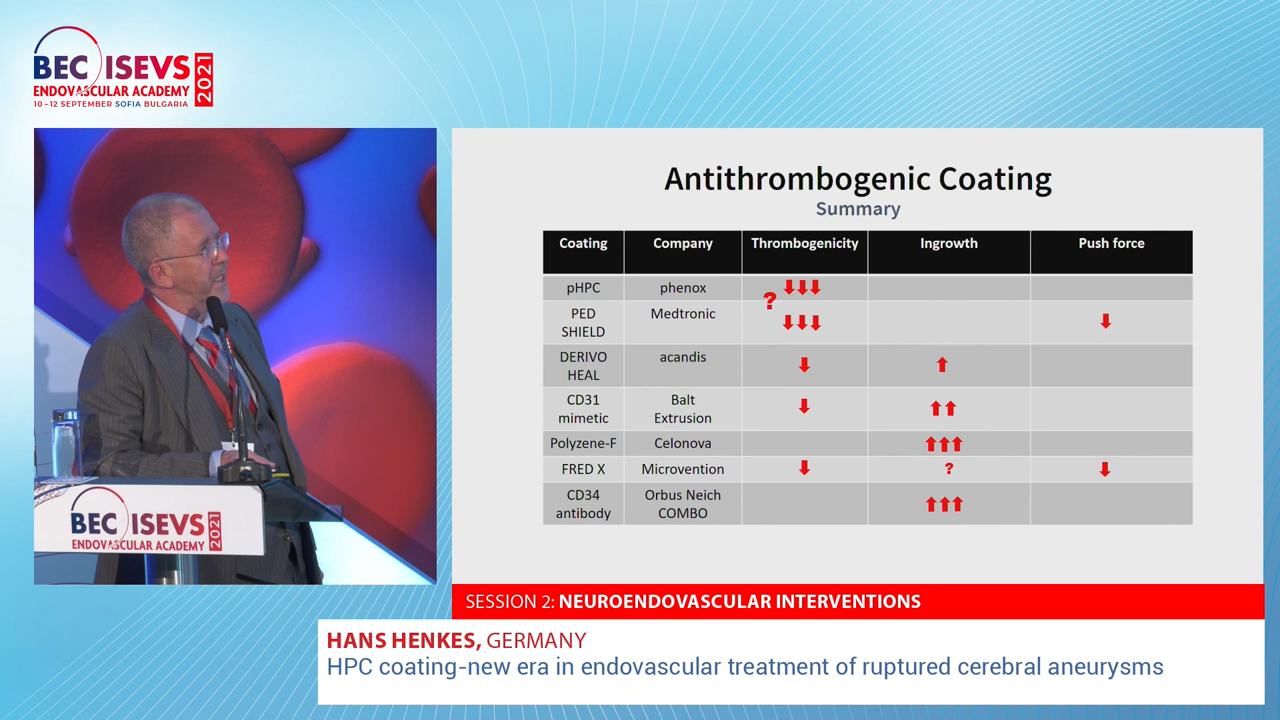 BEC ISEVS 2021
ENDOVASCULAR ACADEMY
10-12 SEPTEMBER SOFIA BULGARIA
BEC ISEVS 2021
ENDOVASCULAR ACADEMY
Antithrombogenic Coating
Summary
Coating Company Thrombogenicity Ingrowth Push force
pHPC phenox ⬇⬇⬇
?
PED Medtronic
SHIELD ⬇⬇⬇ ⬇
DERIVO acandis
HEAL ⬇ ⬆
CD31 Balt
mimetic Extrusion ⬇ ⬆⬆
Polyzene-F Celonova ⬆⬆⬆
FRED X Microvention ⬇ ? ⬇
CD34 Orbus Neich
antibody COMBO ⬆⬆⬆
SESSION 2: NEUROENDOVASCULAR INTERVENTIONS
HANS HENKES, GERMANY
HPC coating-new era in endovascular treatment of ruptured cerebral aneurysms